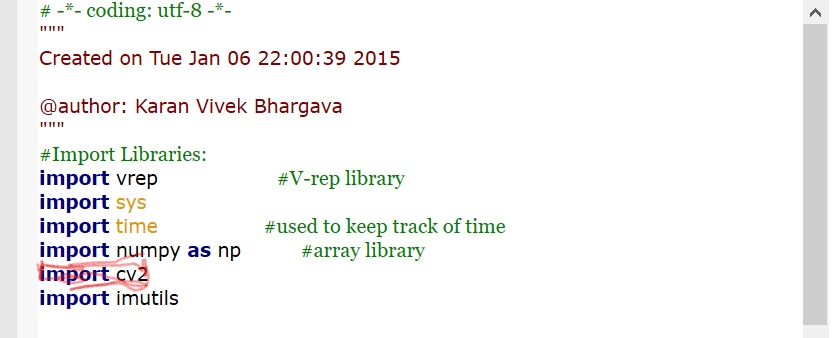 # -*- coding: utf-8 -*-
"""
Created on Tue Jan 06 22:00:39 2015
@author: Karan Vivek Bhargava
"""
#Import Libraries:
import vrep #V-rep library
import sys
import time #used to keep track of time
import numpy as np #array library
import cv2
import imutils